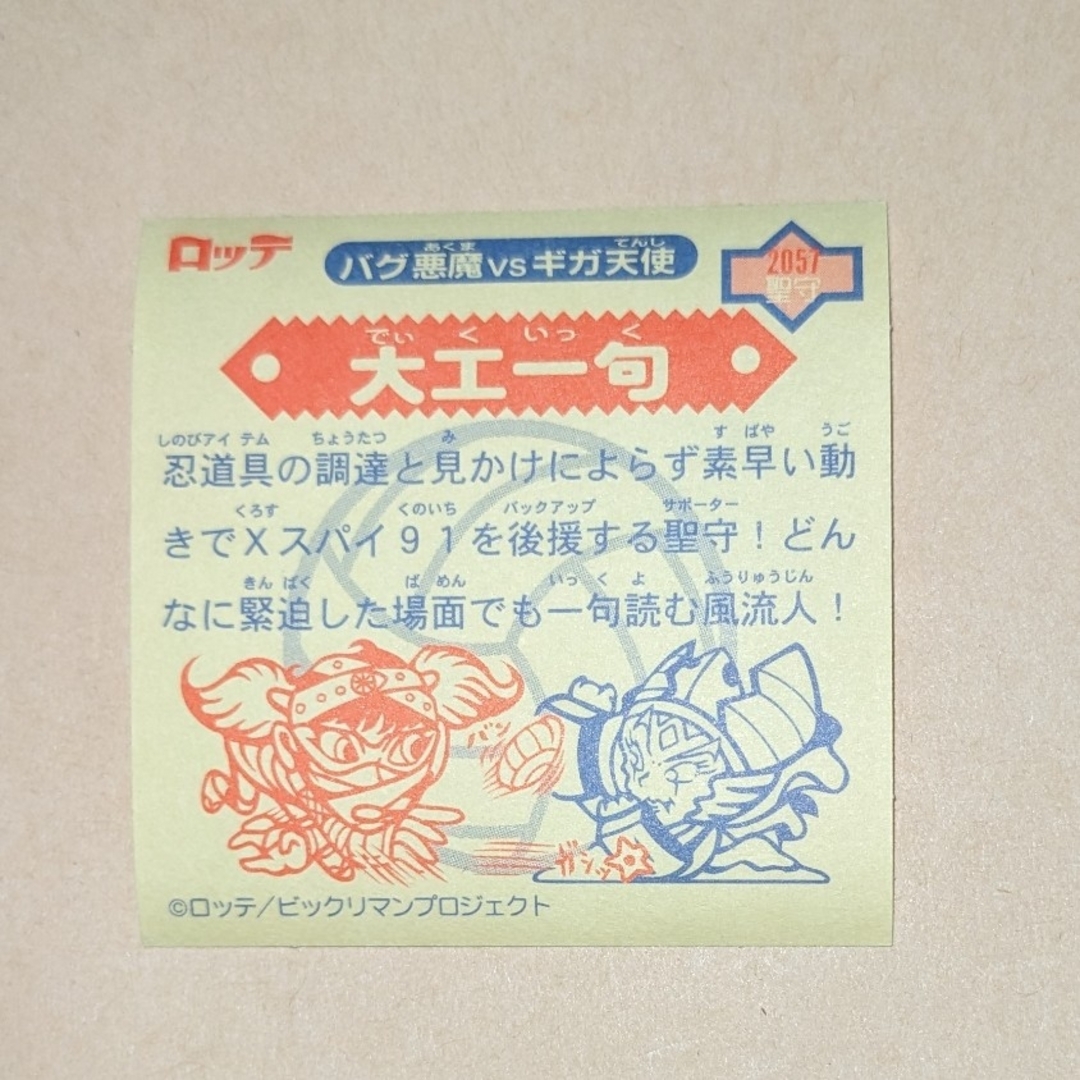 ロッテ
あくま てんし
バグ悪魔vsギガ天使
2057
聖守
でぃ く いっ く
大工一句
しのびアイテム ちょうたつ み す ばや うご
忍道具の調達と見かけによらず素早い動
くろす くのいち バックアップ サポーター
きでXスパイ91を後援する聖守!どん
きん ぱく ば めん いっ く よ ふうりゅうじん
なに緊迫した場面でも一句読む風流人!
©ロッテ/ビックリマンプロジェクト